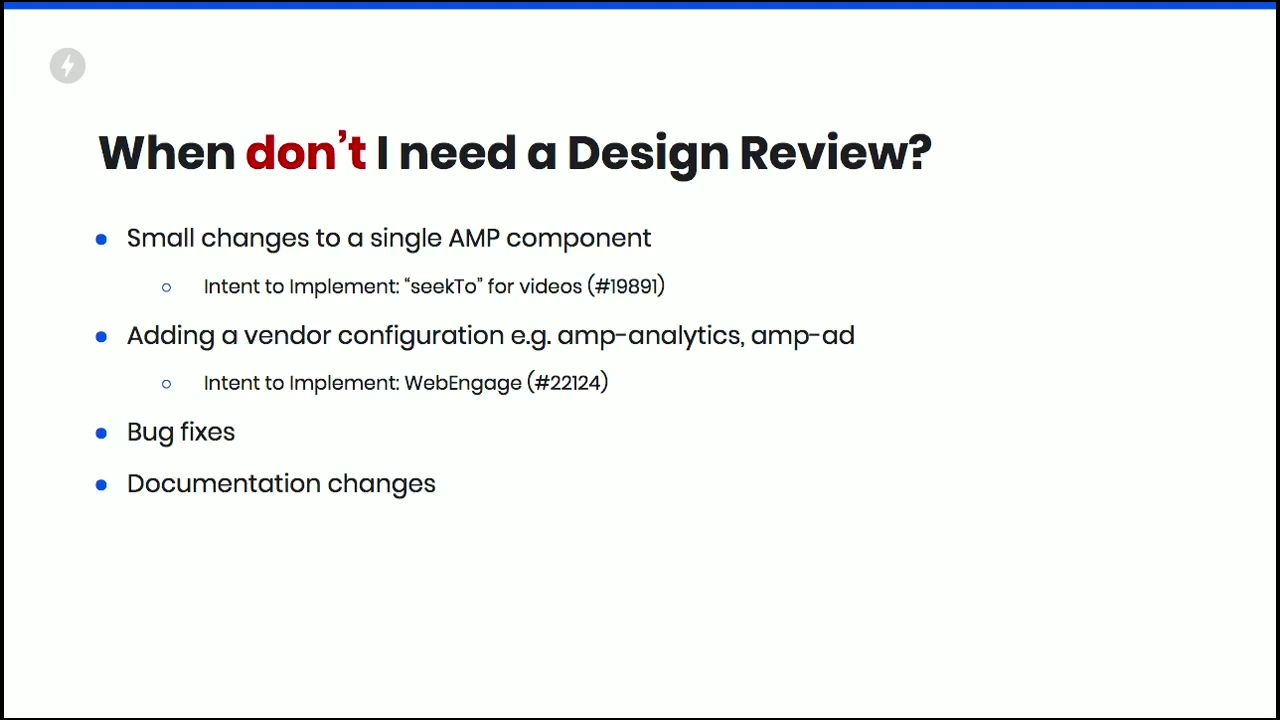 When don’t I need a Design Review?
Small changes to a single AMP component
Intent to Implement: “seekTo” for videos (#19891)
Adding a vendor configuration e.g. amp-analytics, amp-ad
Intent to Implement: WebEngage (#22124)
Bug fixes
Documentation changes